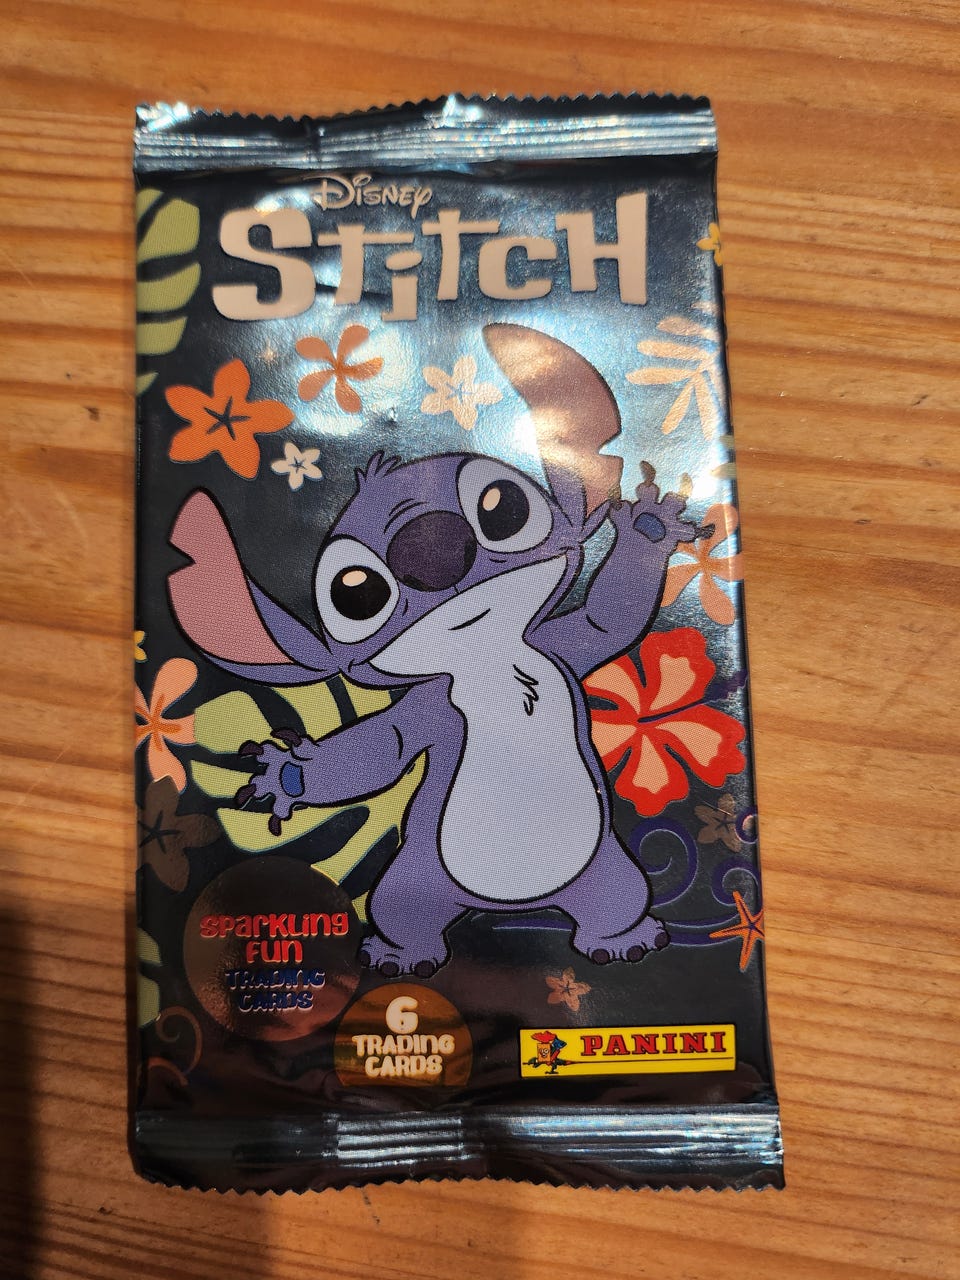 Disney
Stitch
sparkling
fun
TRADING
CARDS
6
TRADING
CARDS
PANINI